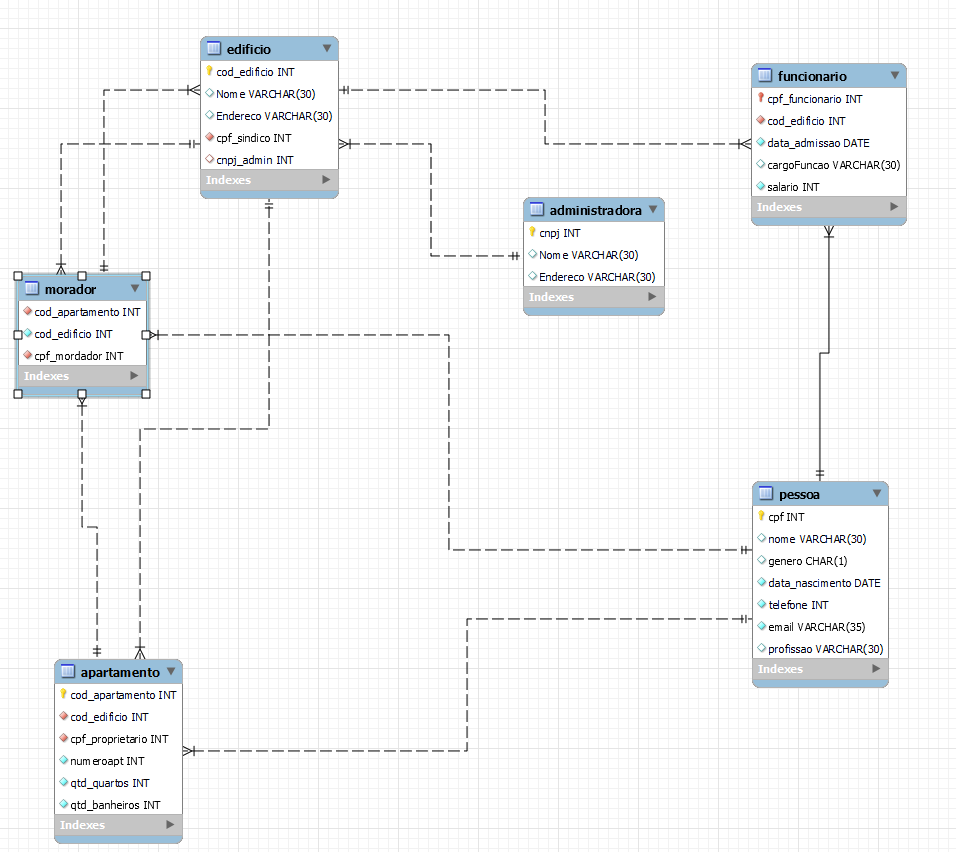 edificio
cod_edificio INT
Nome VARCHAR(30)
Endereco VARCHAR(30)
cpf_sindico INT
cnpj_admin INT
Indexes
funcionario
cpf_funcionario INT
cod_edificio INT
data_admissao DATE
cargoFuncao VARCHAR(30)
salario INT
Indexes
administradora
cnpj INT
Nome VARCHAR(30)
Endereco VARCHAR(30)
Indexes
morador
cod_apartamento INT
cod_edificio INT
cpf_mordador INT
Indexes
pessoa
cpf INT
nome VARCHAR(30)
genero CHAR(1)
data_nascimento DATE
telefone INT
email VARCHAR(35)
profissao VARCHAR(30)
Indexes
apartamento
cod_apartamento INT
cod_edificio INT
cpf_proprietario INT
numeroapt INT
qtd_quartos INT
qtd_banheiros INT
Indexes